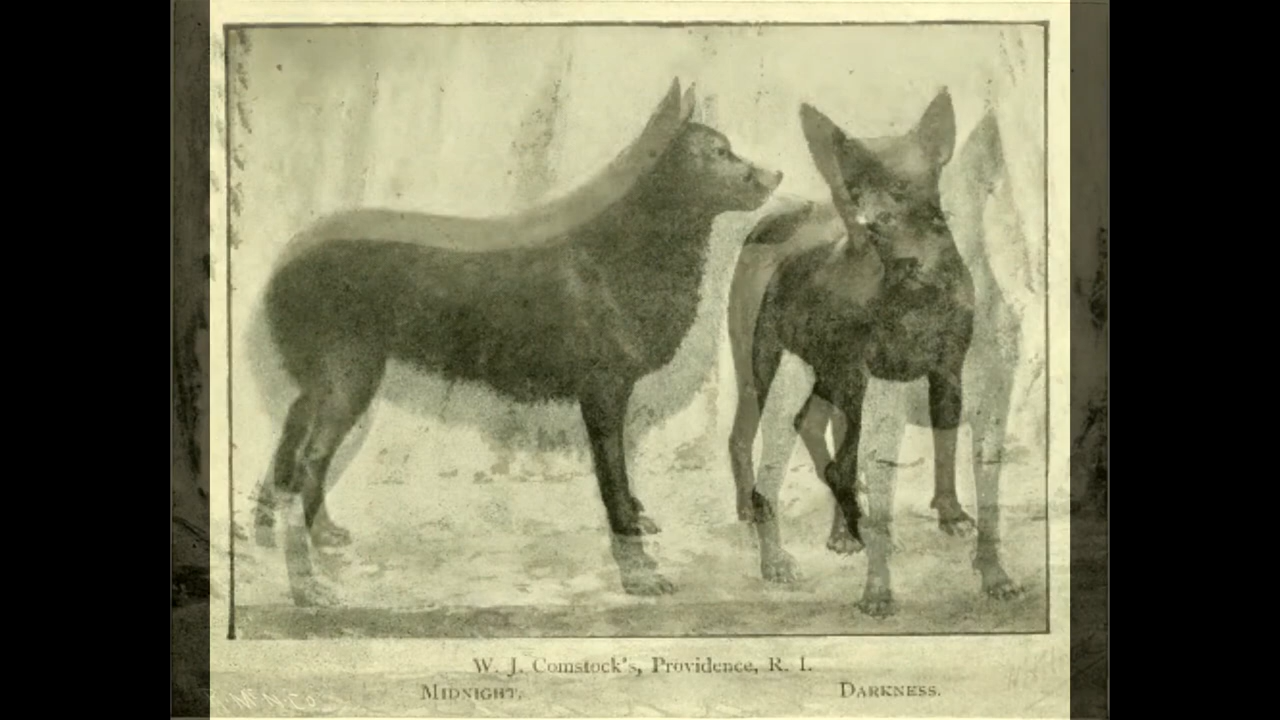 W. J. Comstock's, Providence, R. I.
MIDNIGHT. DARKNESS.